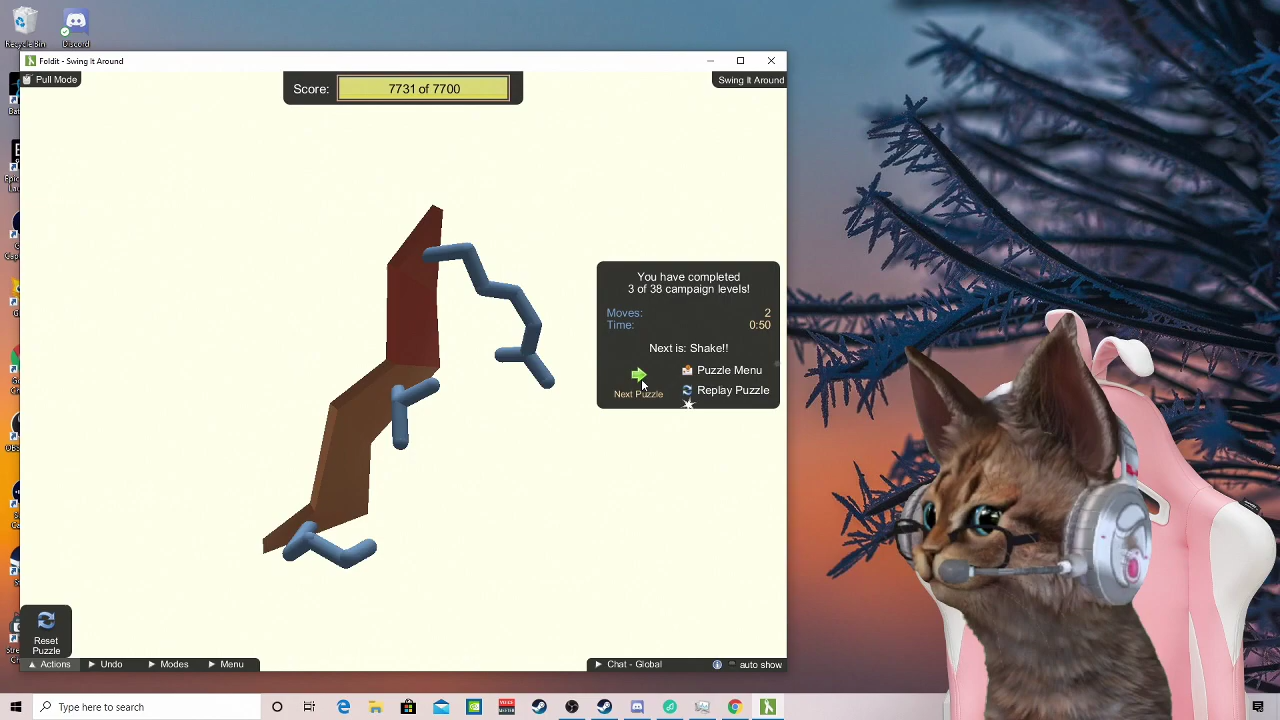 Recycle Bin
Discord
Foldit - Swing It Around
Pull Mode
Score:
7731 of 7700
Swing It Around
You have completed
3 of 38 campaign levels!
Moves: 2
Time: 0:50
Next is: Shake!!
Next Puzzle
Puzzle Menu
Replay Puzzle
Reset
Puzzle
Actions
Undo
Modes
Menu
Chat - Global
auto show
Type here to search